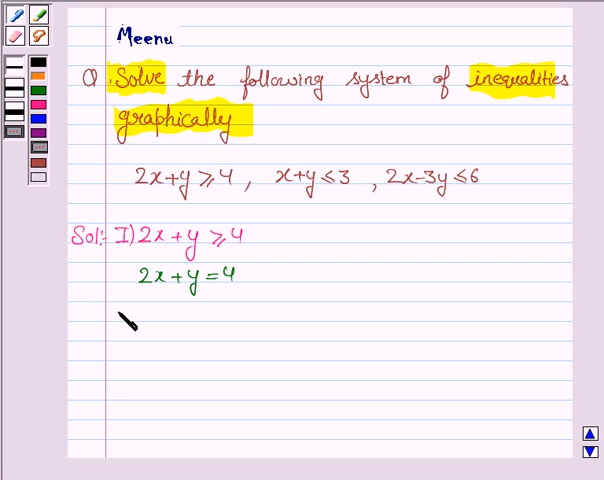 Meenu
Q. Solve the following system of inequalities
graphically
2x+y ≥ 4 , x+y ≤ 3 , 2x-3y ≤ 6
Sol:- I) 2x + y ≥ 4
2x + y = 4